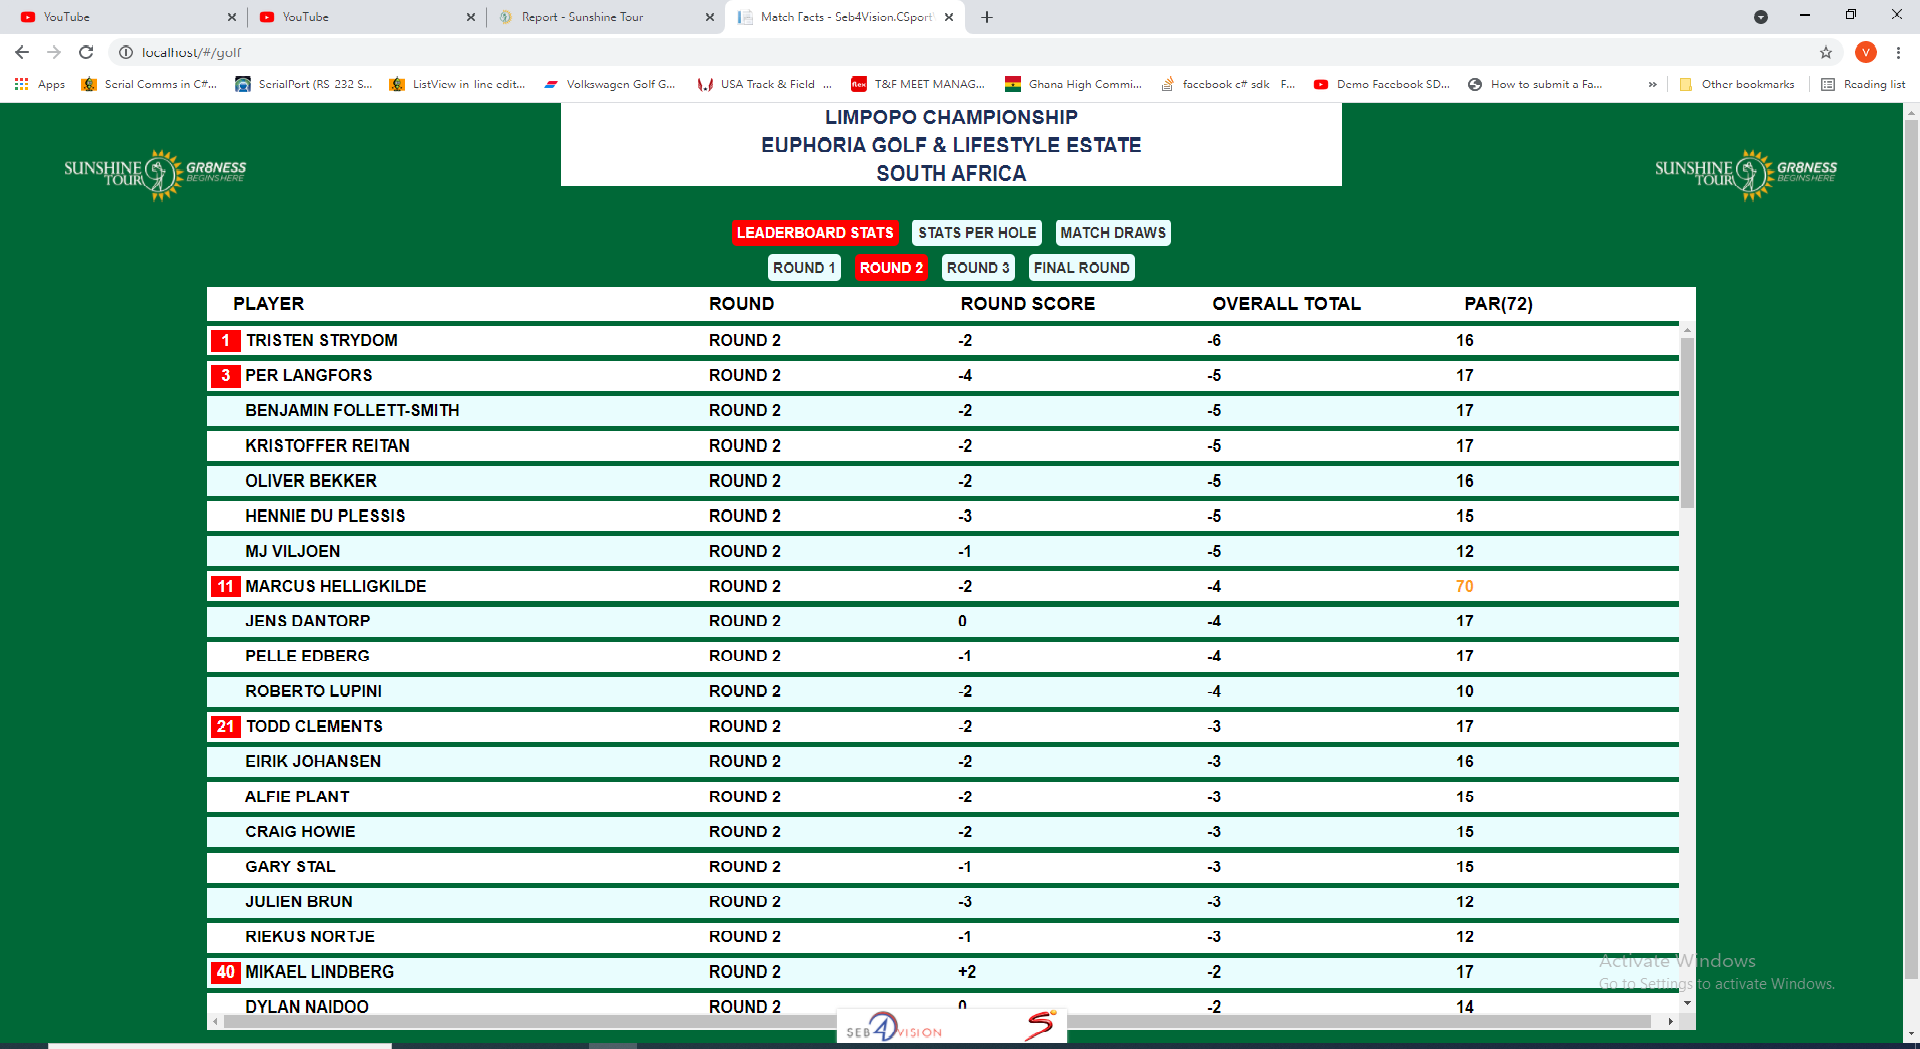 YouTube
YouTube
Report - Sunshine Tour
Match Facts - Seb4Vision.CSport
localhost/#/golf
V
Apps
Serial Comms in C#...
SerialPort (RS-232 S...
ListView in-line edit...
Volkswagen Golf G...
USA Track & Field ...
T&F MEET MANAG...
Ghana High Commi...
facebook c# sdk - F...
Demo Facebook SD...
How to submit a Fa...
Other bookmarks
Reading list
LIMPOPO CHAMPIONSHIP
EUPHORIA GOLF & LIFESTYLE ESTATE
SOUTH AFRICA
SUNSHINE TOUR GR8NESS BEGINS HERE
SUNSHINE TOUR GR8NESS BEGINS HERE
LEADERBOARD STATS STATS PER HOLE MATCH DRAWS
ROUND 1 ROUND 2 ROUND 3 FINAL ROUND
PLAYER ROUND ROUND SCORE OVERALL TOTAL PAR(72)
1 TRISTEN STRYDOM ROUND 2 -2 -6 16
3 PER LANGFORS ROUND 2 -4 -5 17
BENJAMIN FOLLETT-SMITH ROUND 2 -2 -5 17
KRISTOFFER REITAN ROUND 2 -2 -5 17
OLIVER BEKKER ROUND 2 -2 -5 16
HENNIE DU PLESSIS ROUND 2 -3 -5 15
MJ VILJOEN ROUND 2 -1 -5 12
11 MARCUS HELLIGKILDE ROUND 2 -2 -4 70
JENS DANTORP ROUND 2 0 -4 17
PELLE EDBERG ROUND 2 -1 -4 17
ROBERTO LUPINI ROUND 2 -2 -4 10
21 TODD CLEMENTS ROUND 2 -2 -3 17
EIRIK JOHANSEN ROUND 2 -2 -3 16
ALFIE PLANT ROUND 2 -2 -3 15
CRAIG HOWIE ROUND 2 -2 -3 15
GARY STAL ROUND 2 -1 -3 15
JULIEN BRUN ROUND 2 -3 -3 12
RIEKUS NORTJE ROUND 2 -1 -3 12
40 MIKAEL LINDBERG ROUND 2 +2 -2 17
DYLAN NAIDOO ROUND 2 0 -2 14
Activate Windows
Go to Settings to activate Windows.
SEB4VISION